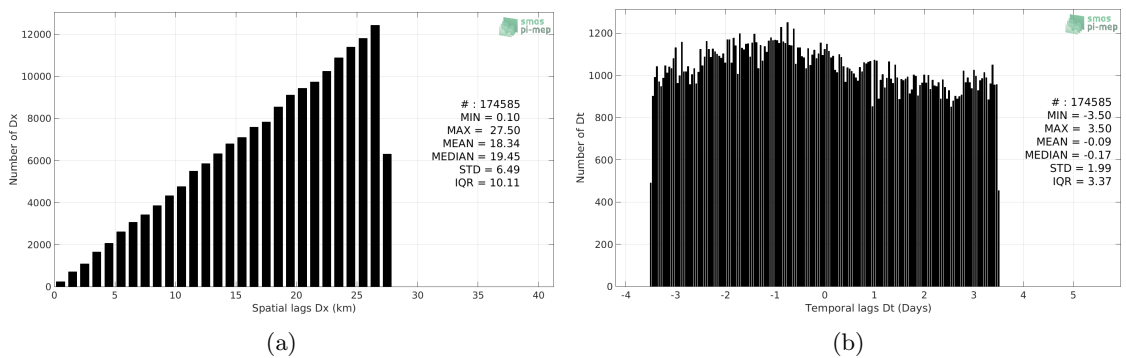 12000
10000
8000
6000
4000
2000
0
Number of Dx
0 5 10 15 20 25 30 35 40
Spatial lags Dx (km)
smos
pi-mep
# : 174585
MIN = 0.10
MAX = 27.50
MEAN = 18.34
MEDIAN = 19.45
STD = 6.49
IQR = 10.11
(a)
1200
1000
800
600
400
200
0
Number of Dt
-4 -3 -2 -1 0 1 2 3 4 5
Temporal lags Dt (Days)
smos
pi-mep
# : 174585
MIN = -3.50
MAX = 3.50
MEAN = -0.09
MEDIAN = -0.17
STD = 1.99
IQR = 3.37
(b)